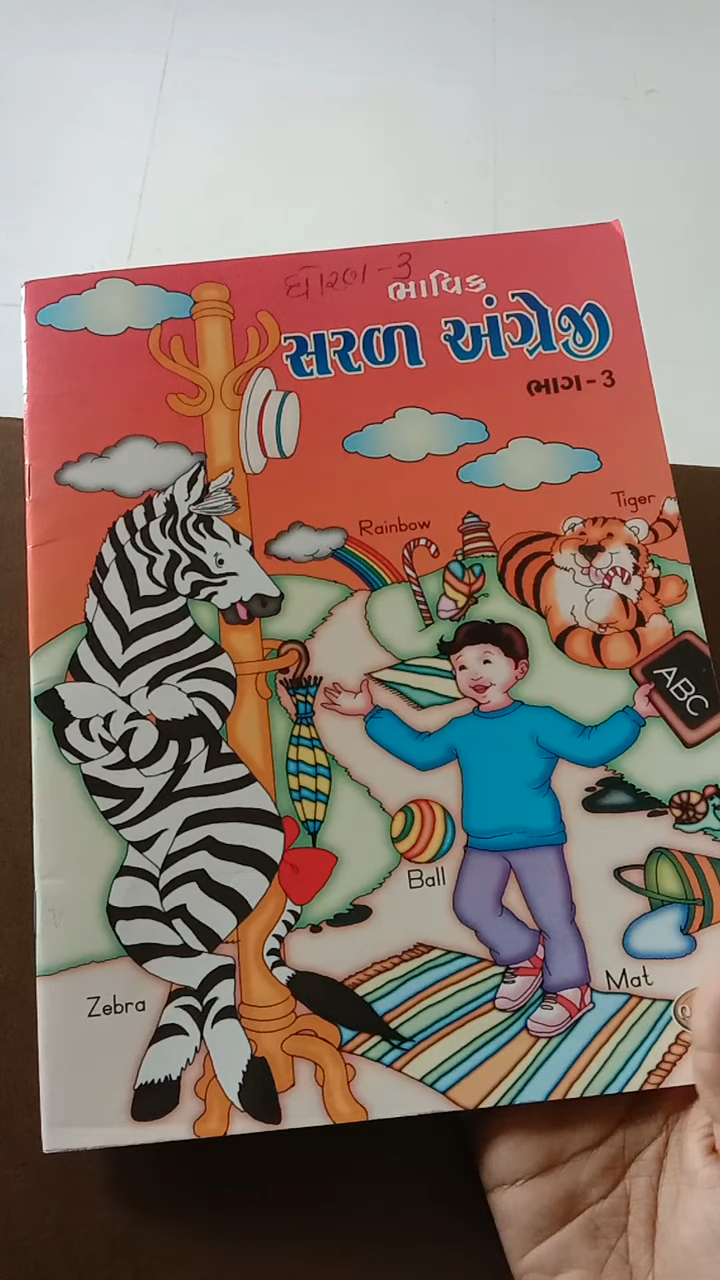 ધોરણ - 3
ભાવિક
સરળ અંગ્રેજી
ભાગ - 3
Tiger
Rainbow
ABC
Ball
Mat
Zebra